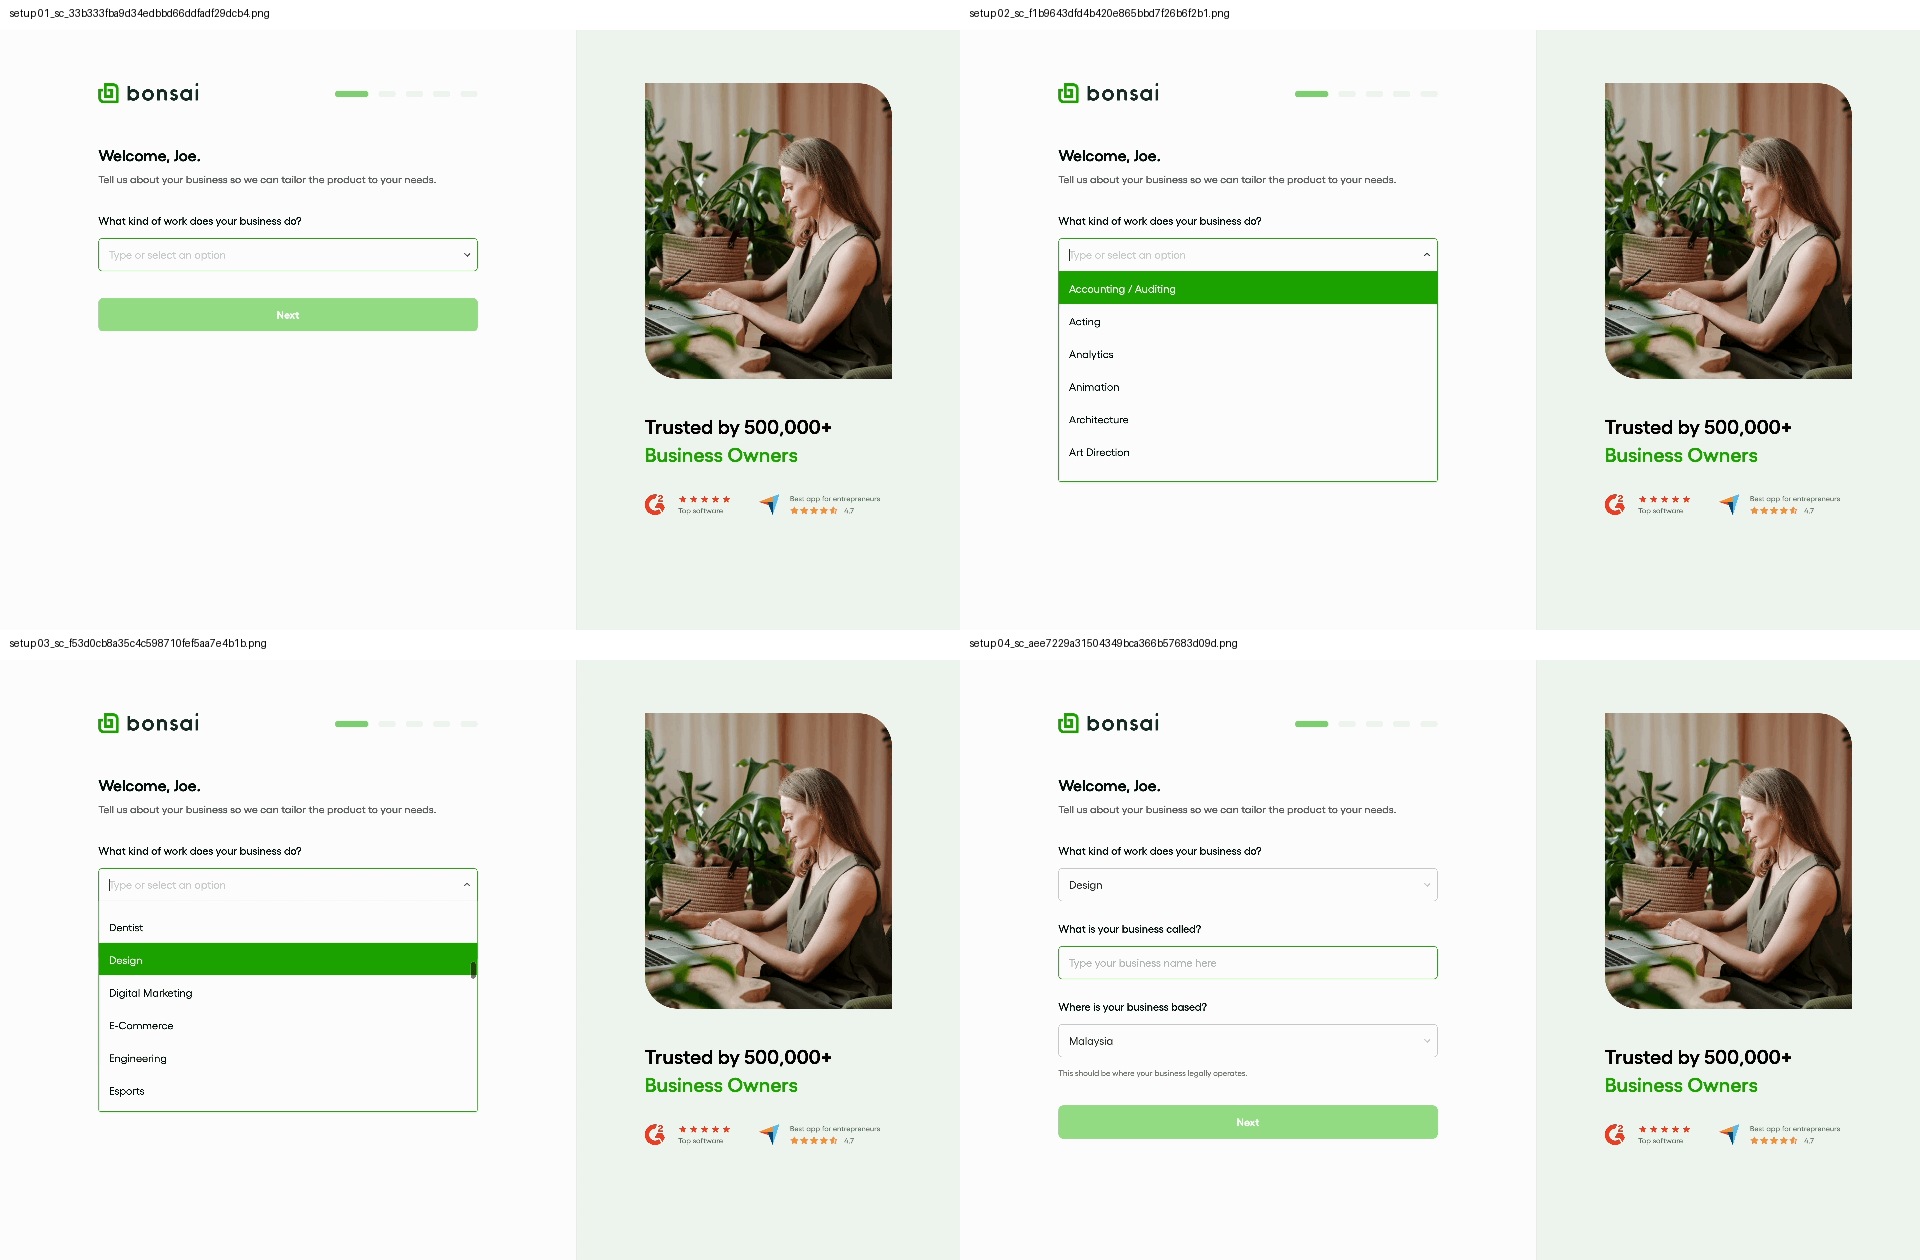 setup01_sc_33b333fba9d34edbbd66ddfadf29dcb4.png
bonsai
Welcome, Joe.
Tell us about your business so we can tailor the product to your needs.
What kind of work does your business do?
Type or select an option
Next
Trusted by 500,000+
Business Owners
G2
Top software
Best app for entrepreneurs
4.7
setup02_sc_f1b9643dfd4b420e865bbd7f26b6f2b1.png
bonsai
Welcome, Joe.
Tell us about your business so we can tailor the product to your needs.
What kind of work does your business do?
Type or select an option
Accounting / Auditing
Acting
Analytics
Animation
Architecture
Art Direction
Trusted by 500,000+
Business Owners
G2
Top software
Best app for entrepreneurs
4.7
setup03_sc_f53d0cb8a35c4c598710fef5aa7e4b1b.png
bonsai
Welcome, Joe.
Tell us about your business so we can tailor the product to your needs.
What kind of work does your business do?
Type or select an option
Dentist
Design
Digital Marketing
E-Commerce
Engineering
Esports
Trusted by 500,000+
Business Owners
G2
Top software
Best app for entrepreneurs
4.7
setup04_sc_aee7229a31504349bca366b57683d09d.png
bonsai
Welcome, Joe.
Tell us about your business so we can tailor the product to your needs.
What kind of work does your business do?
Design
What is your business called?
Type your business name here
Where is your business based?
Malaysia
This should be where your business legally operates.
Next
Trusted by 500,000+
Business Owners
G2
Top software
Best app for entrepreneurs
4.7